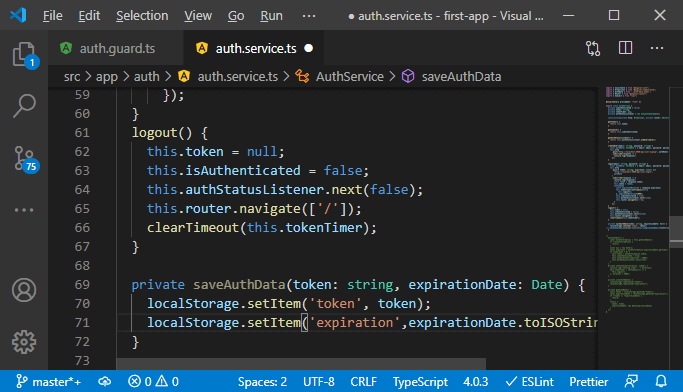 File Edit Selection View Go Run ··· ● auth.service.ts - first-app - Visual ...
auth.guard.ts auth.service.ts ●
src > app > auth > auth.service.ts > AuthService > saveAuthData
1
75
59 });
60 }
61 logout() {
62 this.token = null;
63 this.isAuthenticated = false;
64 this.authStatusListener.next(false);
65 this.router.navigate(['/']);
66 clearTimeout(this.tokenTimer);
67 }
68
69 private saveAuthData(token: string, expirationDate: Date) {
70 localStorage.setItem('token', token);
71 localStorage.setItem('expiration',expirationDate.toISOStrin
72 }
73
master*+ 0 0 Spaces: 2 UTF-8 CRLF TypeScript 4.0.3 ✓ ESLint Prettier